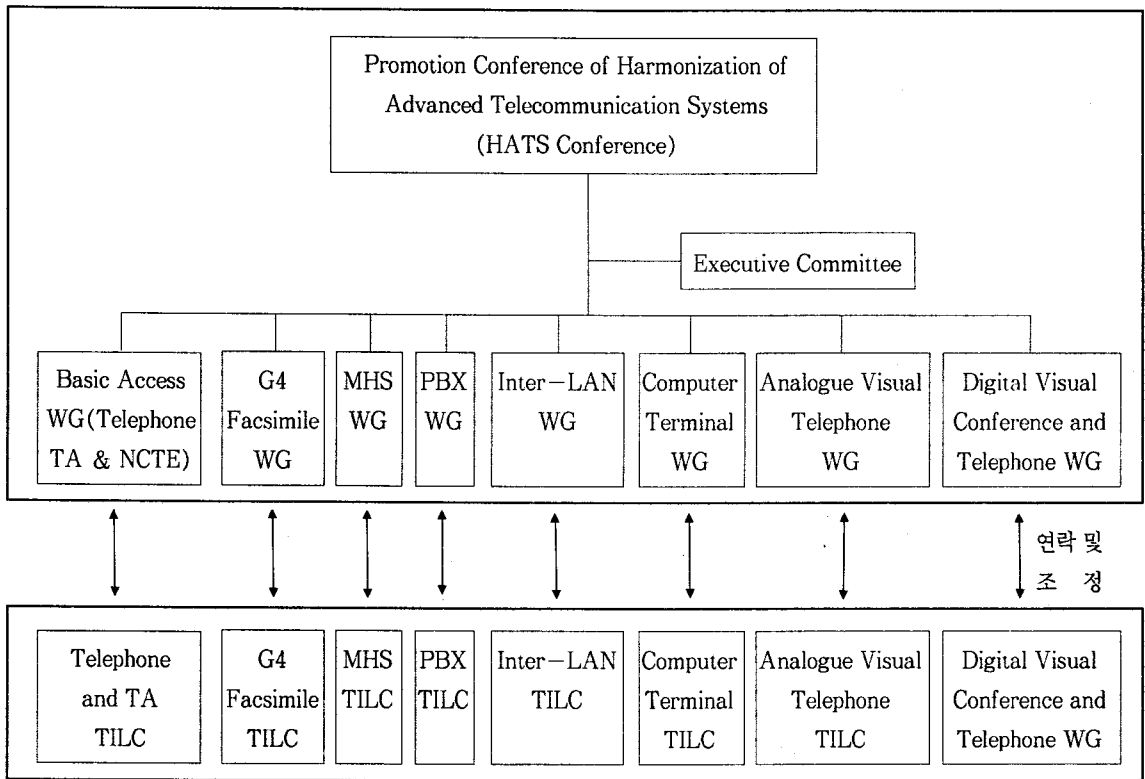 Promotion Conference of Harmonization of
Advanced Telecommunication Systems
(HATS Conference)
Executive Committee
Basic Access
WG(Telephone
TA & NCTE)
G4
Facsimile
WG
MHS
WG
PBX
WG
Inter-LAN
WG
Computer
Terminal
WG
Analogue Visual
Telephone
WG
Digital Visual
Conference and
Telephone WG
연락 및
조 정
Telephone
and TA
TILC
G4
Facsimile
TILC
MHS
TILC
PBX
TILC
Inter-LAN
TILC
Computer
Terminal
TILC
Analogue Visual
Telephone
TILC
Digital Visual
Conference and
Telephone WG